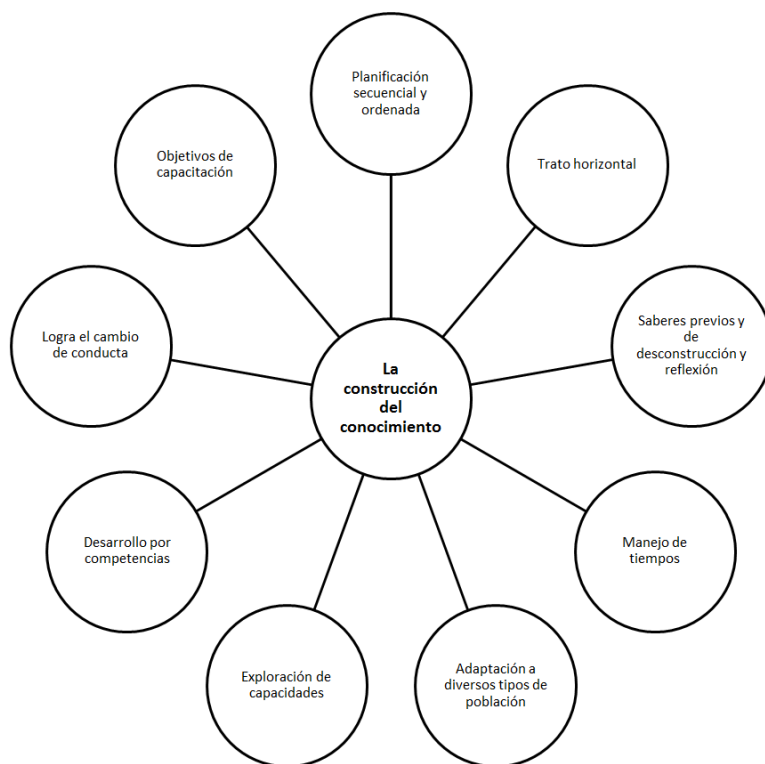 Planificación
secuencial y
ordenada
Trato horizontal
Saberes previos y
de
desconstrucción y
reflexión
Manejo de
tiempos
Adaptación a
diversos tipos de
población
Exploración de
capacidades
Desarrollo por
competencias
Logra el cambio
de conducta
Objetivos de
capacitación
La
construcción
del
conocimiento